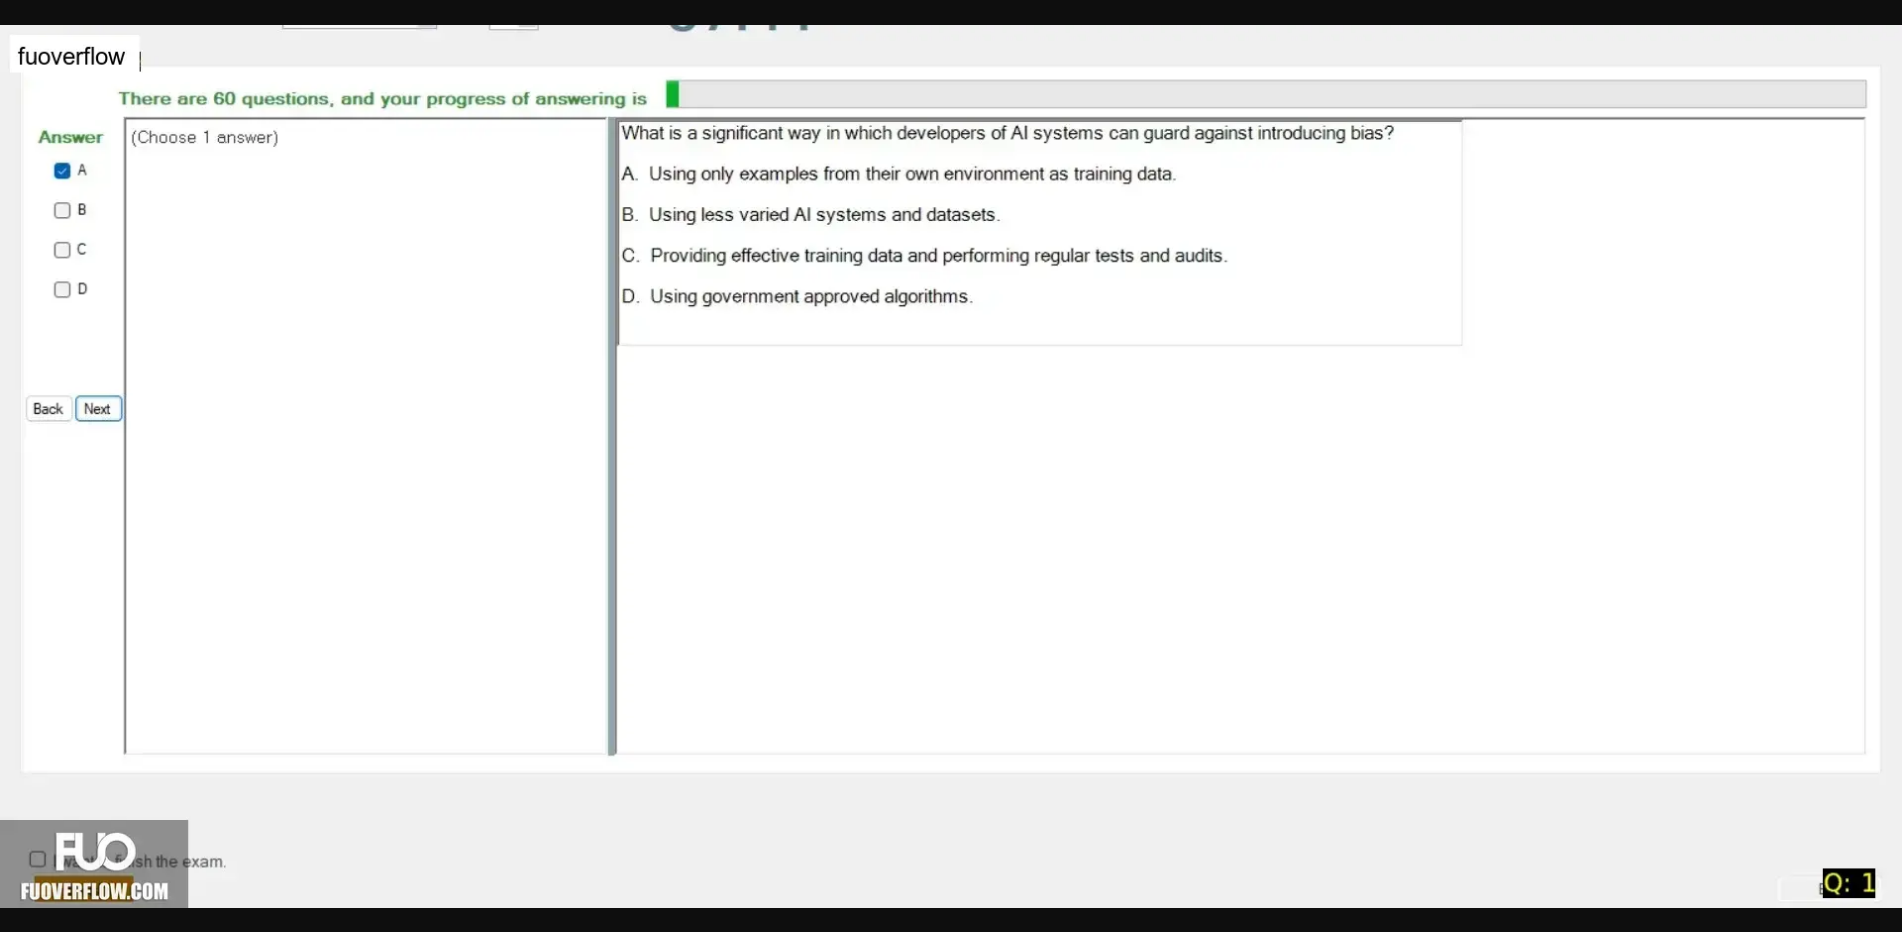 fuoverflow
There are 60 questions, and your progress of answering is
Answer
(Choose 1 answer)
A
B
C
D
Back
Next
What is a significant way in which developers of AI systems can guard against introducing bias?
A. Using only examples from their own environment as training data.
B. Using less varied AI systems and datasets.
C. Providing effective training data and performing regular tests and audits.
D. Using government approved algorithms.
FUO
the exam.
FUOVERFLOW.COM
Q: 1